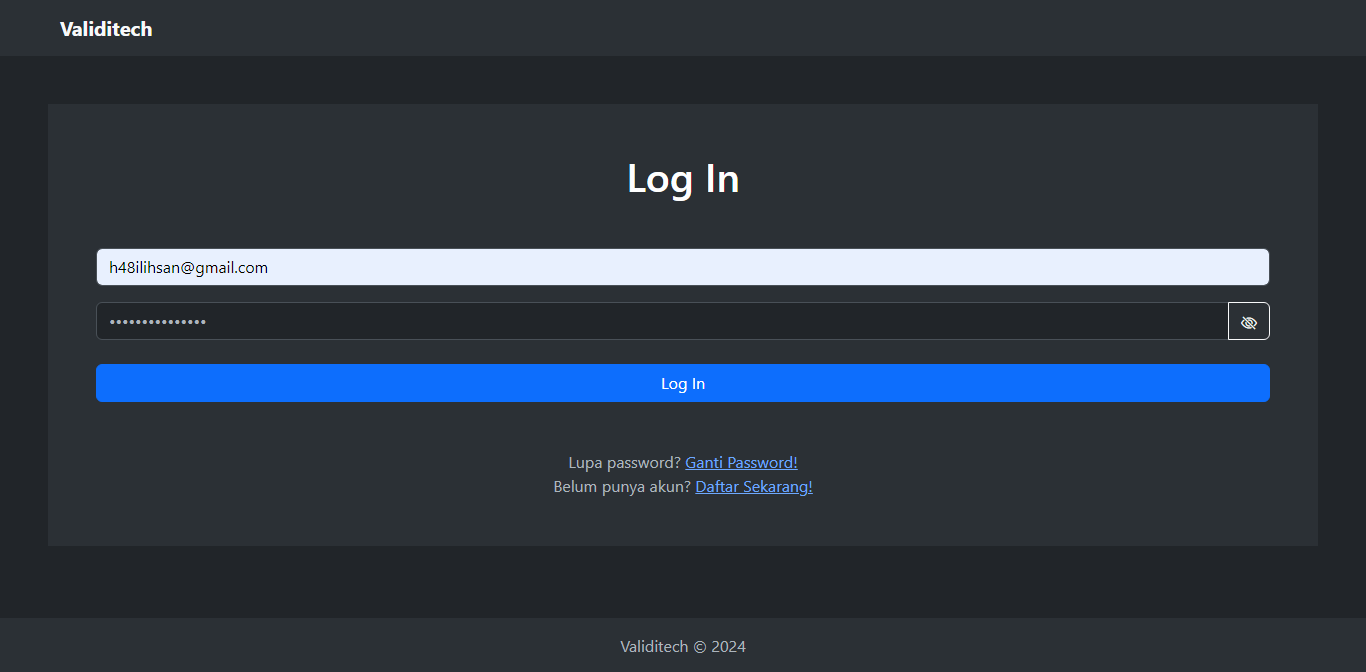 Validitech
Log In
h48ilihsan@gmail.com
•••••••••••••••
Log In
Lupa password? Ganti Password!
Belum punya akun? Daftar Sekarang!
Validitech © 2024